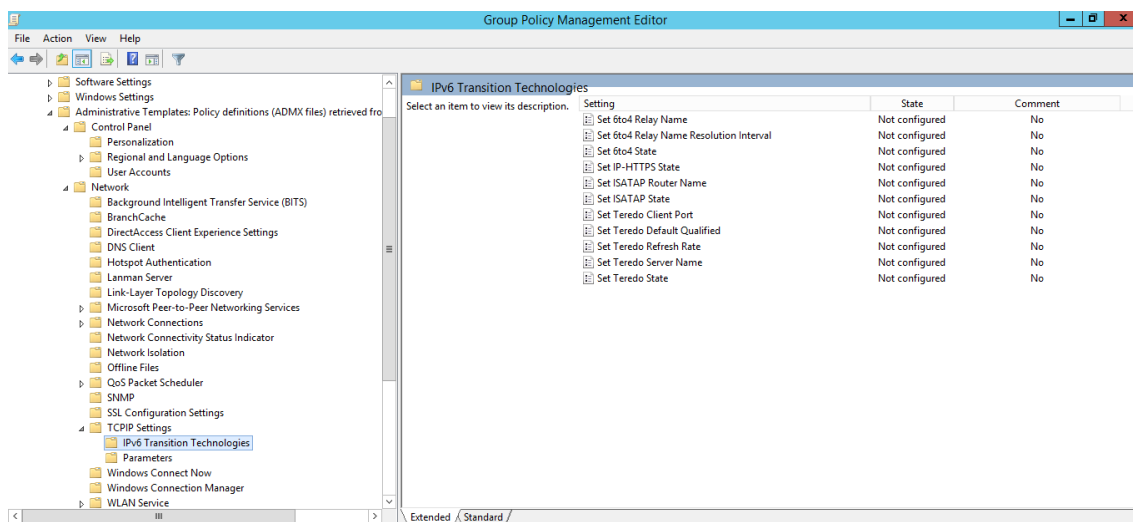 Group Policy Management Editor
File Action View Help
Software Settings
Windows Settings
Administrative Templates: Policy definitions (ADMX files) retrieved fro
Control Panel
Personalization
Regional and Language Options
User Accounts
Network
Background Intelligent Transfer Service (BITS)
BranchCache
DirectAccess Client Experience Settings
DNS Client
Hotspot Authentication
Lanman Server
Link-Layer Topology Discovery
Microsoft Peer-to-Peer Networking Services
Network Connections
Network Connectivity Status Indicator
Network Isolation
Offline Files
QoS Packet Scheduler
SNMP
SSL Configuration Settings
TCPIP Settings
IPv6 Transition Technologies
Parameters
Windows Connect Now
Windows Connection Manager
WLAN Service
IPv6 Transition Technologies
Select an item to view its description.
Setting State Comment
Set 6to4 Relay Name Not configured No
Set 6to4 Relay Name Resolution Interval Not configured No
Set 6to4 State Not configured No
Set IP-HTTPS State Not configured No
Set ISATAP Router Name Not configured No
Set ISATAP State Not configured No
Set Teredo Client Port Not configured No
Set Teredo Default Qualified Not configured No
Set Teredo Refresh Rate Not configured No
Set Teredo Server Name Not configured No
Set Teredo State Not configured No
Extended Standard